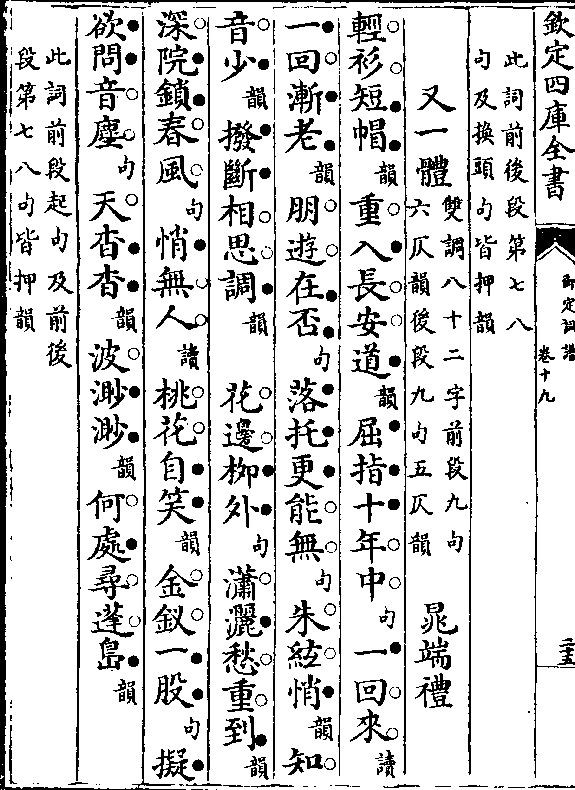 欽定四庫全書
御定詞譜
卷十九
二十五
此詞前後段第七八
句及換頭句皆押韻
又一體 雙調八十二字前段九句
六仄韻後段九句五仄韻 晁端禮
輕衫短帽韻重入長安道韻屈指十年中句一回來讀
一回漸老韻朋遊在否句落托更能無句朱絃悄韻知
音少韻撥斷相思調韻 花邊柳外句瀟灑愁重到韻
深院鎖春風句悄無人讀桃花自笑韻金釵一股句擬
欲問音塵句天杳杳韻波渺渺韻何處尋蓬島韻
此詞前段起句及前後
段第七八句皆押韻